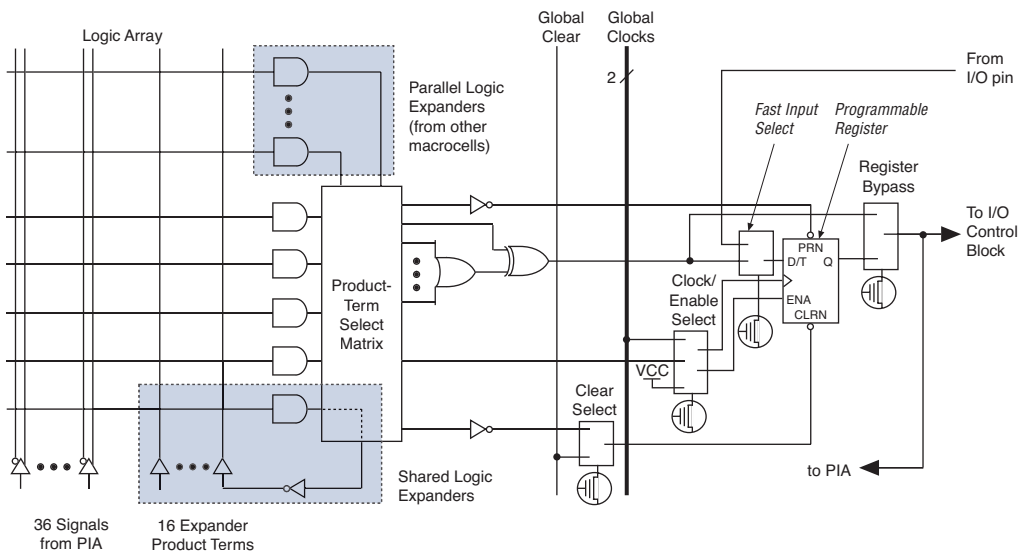 Logic Array
Global
Clear
Global
Clocks
2
From
I/O pin
Parallel Logic
Expanders
(from other
macrocells)
Fast Input
Select
Programmable
Register
Register
Bypass
To I/O
Control
Block
PRN
D/T
Q
ENA
CLRN
Clock/
Enable
Select
Product-
Term
Select
Matrix
VCC
Clear
Select
Shared Logic
Expanders
to PIA
36 Signals
from PIA
16 Expander
Product Terms